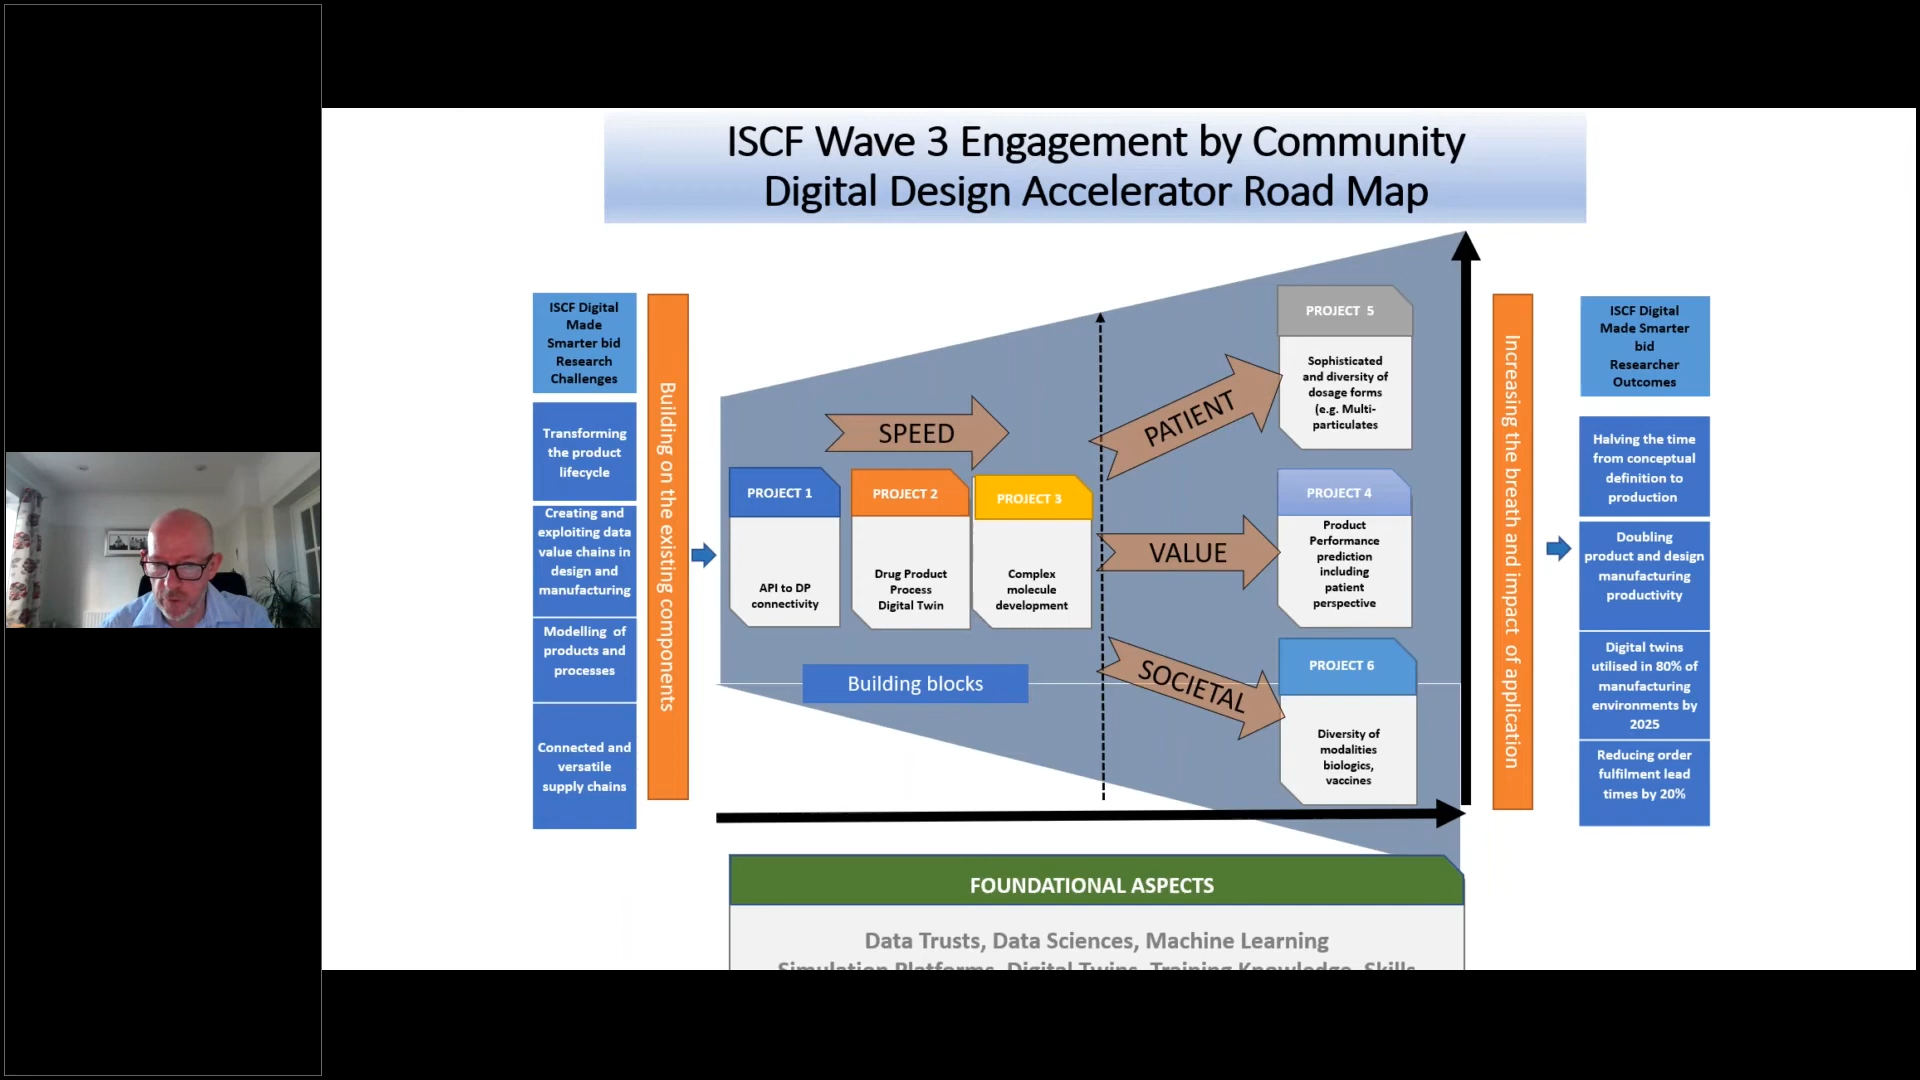 ISCF Wave 3 Engagement by Community
Digital Design Accelerator Road Map
ISCF Digital
Made
Smarter bid
Research
Challenges
Transforming
the product
lifecycle
Creating and
exploiting data
value chains in
design and
manufacturing
Modelling of
products and
processes
Connected and
versatile
supply chains
Building on the existing components
SPEED
PROJECT 1
API to DP
connectivity
PROJECT 2
Drug Product
Process
Digital Twin
PROJECT 3
Complex
molecule
development
Building blocks
PATIENT
VALUE
SOCIETAL
PROJECT 5
Sophisticated
and diversity of
dosage forms
(e.g. Multi-
particulates
PROJECT 4
Product
Performance
prediction
including
patient
perspective
PROJECT 6
Diversity of
modalities
biologics,
vaccines
Increasing the breath and impact of application
ISCF Digital
Made Smarter
bid
Researcher
Outcomes
Halving the time
from conceptual
definition to
production
Doubling
product and design
manufacturing
productivity
Digital twins
utilised in 80% of
manufacturing
environments by
2025
Reducing order
fulfilment lead
times by 20%
FOUNDATIONAL ASPECTS
Data Trusts, Data Sciences, Machine Learning
Simulation Platforms, Digital Twins, Training Knowledge, Skills